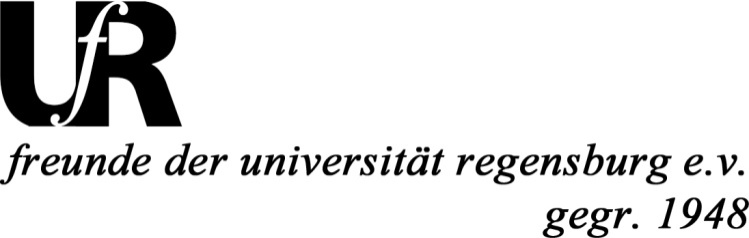 UfR
freunde der universität regensburg e.v.
gegr. 1948